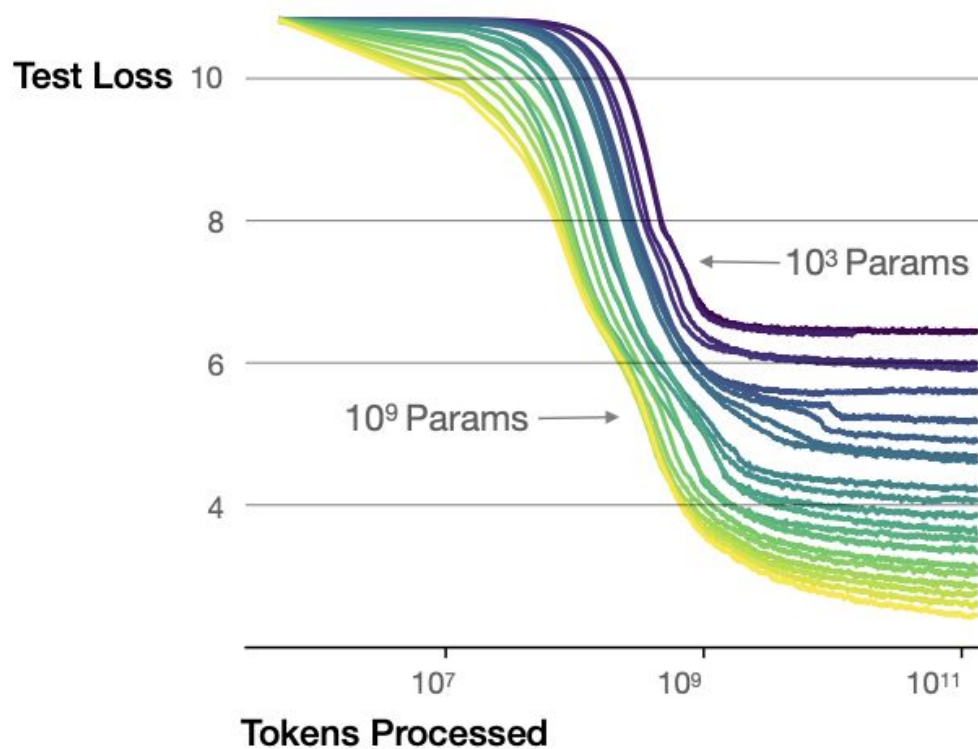 Test Loss 10
8
10³ Params
6
10⁹ Params
4
10⁷ 10⁹ 10¹¹
Tokens Processed